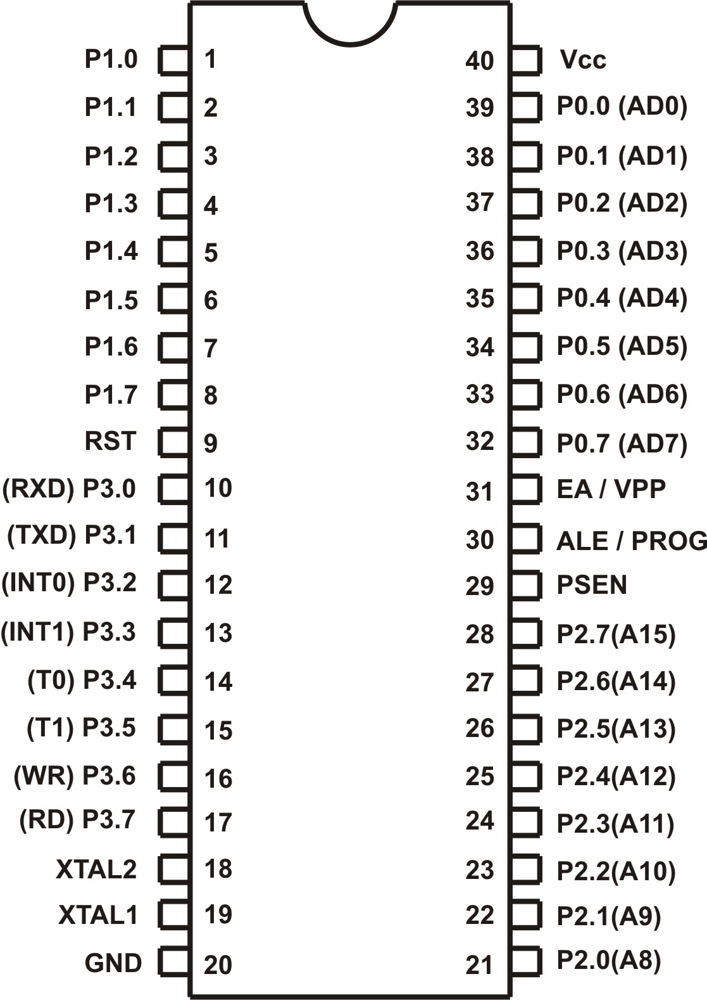 P1.0 1 40 Vcc
P1.1 2 39 P0.0 (AD0)
P1.2 3 38 P0.1 (AD1)
P1.3 4 37 P0.2 (AD2)
P1.4 5 36 P0.3 (AD3)
P1.5 6 35 P0.4 (AD4)
P1.6 7 34 P0.5 (AD5)
P1.7 8 33 P0.6 (AD6)
RST 9 32 P0.7 (AD7)
(RXD) P3.0 10 31 EA / VPP
(TXD) P3.1 11 30 ALE / PROG
(INT0) P3.2 12 29 PSEN
(INT1) P3.3 13 28 P2.7(A15)
(T0) P3.4 14 27 P2.6(A14)
(T1) P3.5 15 26 P2.5(A13)
(WR) P3.6 16 25 P2.4(A12)
(RD) P3.7 17 24 P2.3(A11)
XTAL2 18 23 P2.2(A10)
XTAL1 19 22 P2.1(A9)
GND 20 21 P2.0(A8)